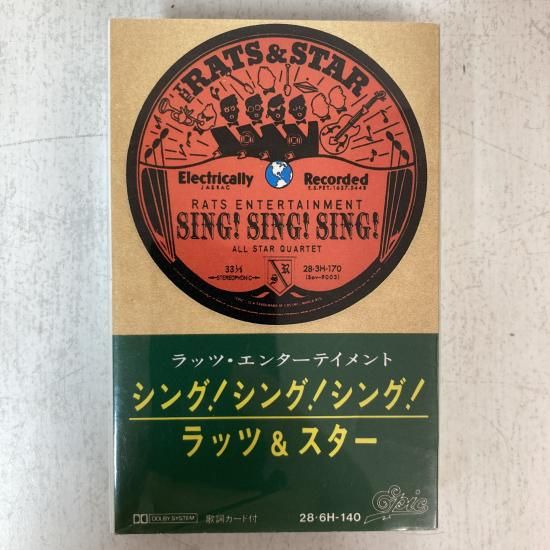 THE RATS & STAR
Electrically Recorded
J A S R A C
RATS ENTERTAINMENT
SING! SING! SING!
ALL STAR QUARTET
33⅓
STEREOPHONIC
S R
28·3H-170
ラッツ・エンターテイメント
シング!シング!シング!
ラッツ & スター
DOLBY SYSTEM
歌詞カード付
28·6H-140
Epic